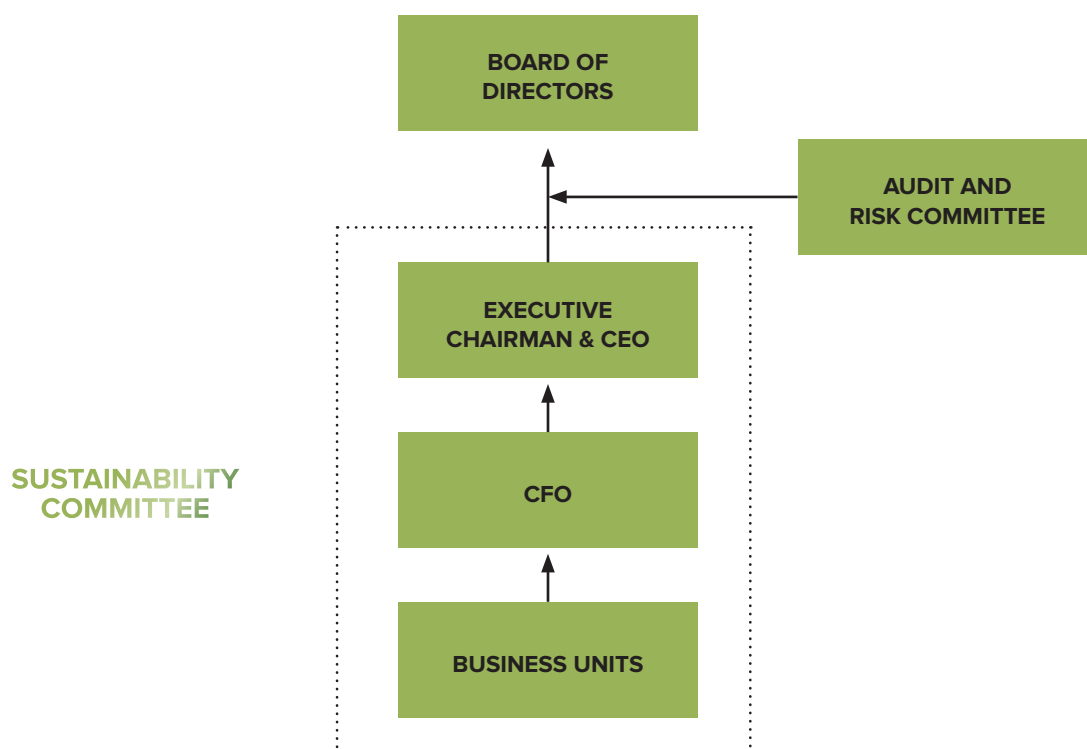 BOARD OF
DIRECTORS
AUDIT AND
RISK COMMITTEE
EXECUTIVE
CHAIRMAN & CEO
SUSTAINABILITY
COMMITTEE
CFO
BUSINESS UNITS